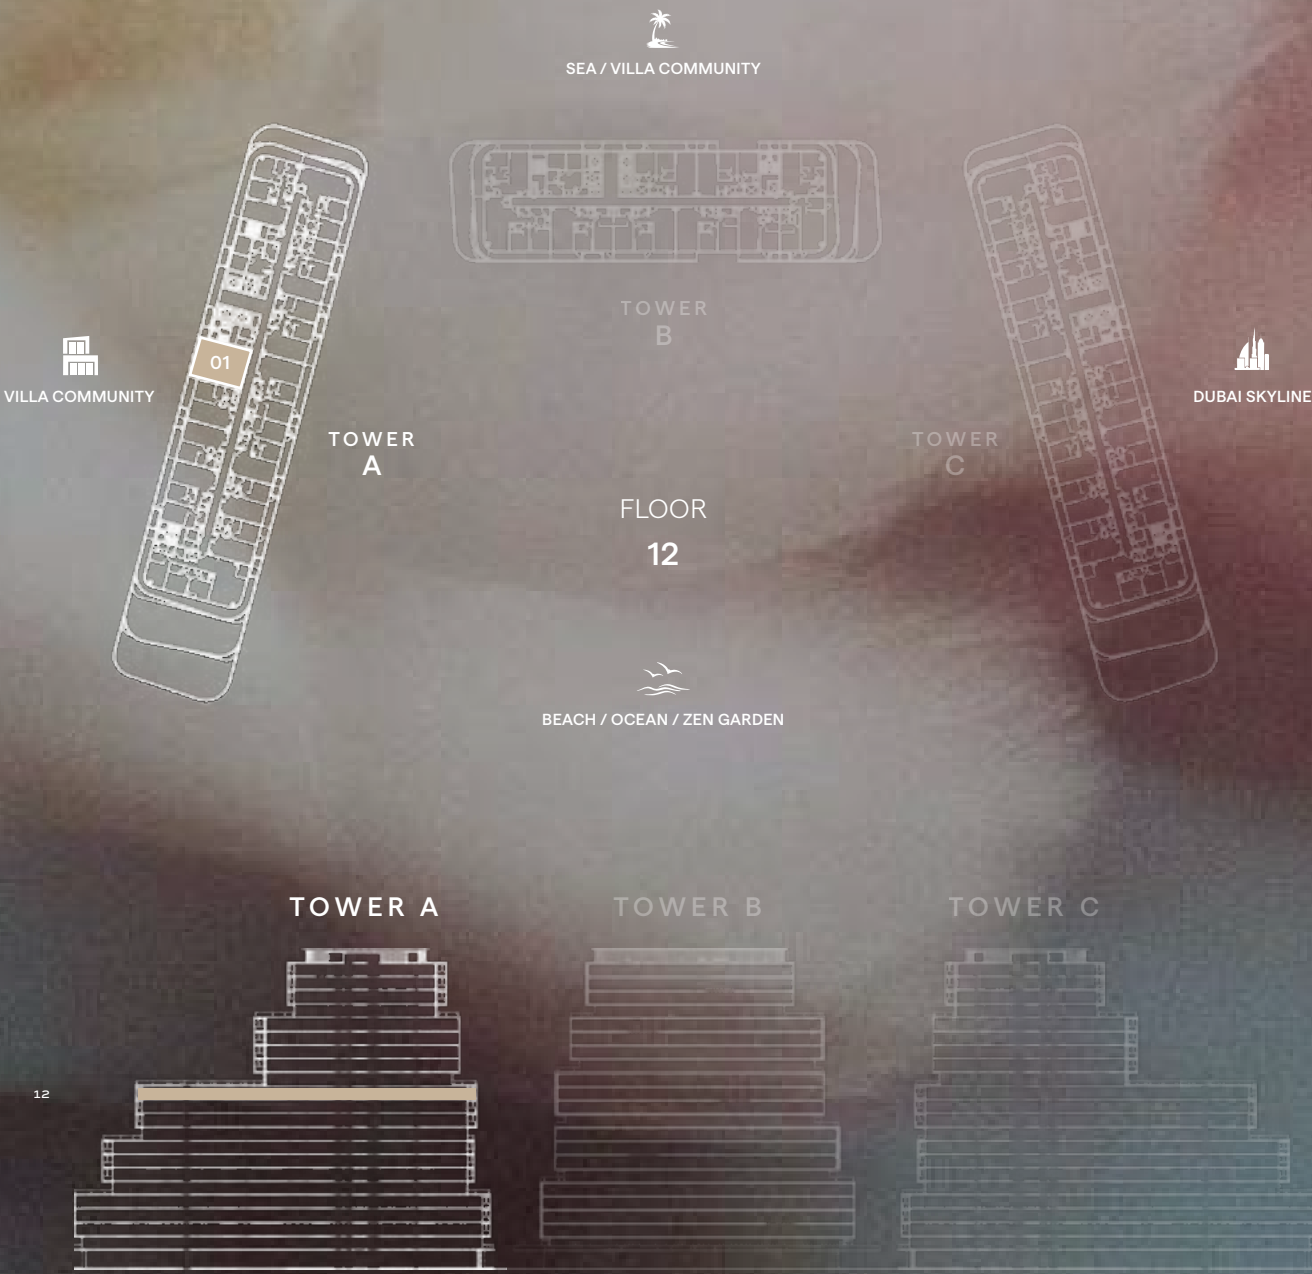 SEA / VILLA COMMUNITY
TOWER
B
01
VILLA COMMUNITY
DUBAI SKYLINE
TOWER
A
TOWER
C
FLOOR
12
BEACH / OCEAN / ZEN GARDEN
TOWER A
TOWER B
TOWER C
12